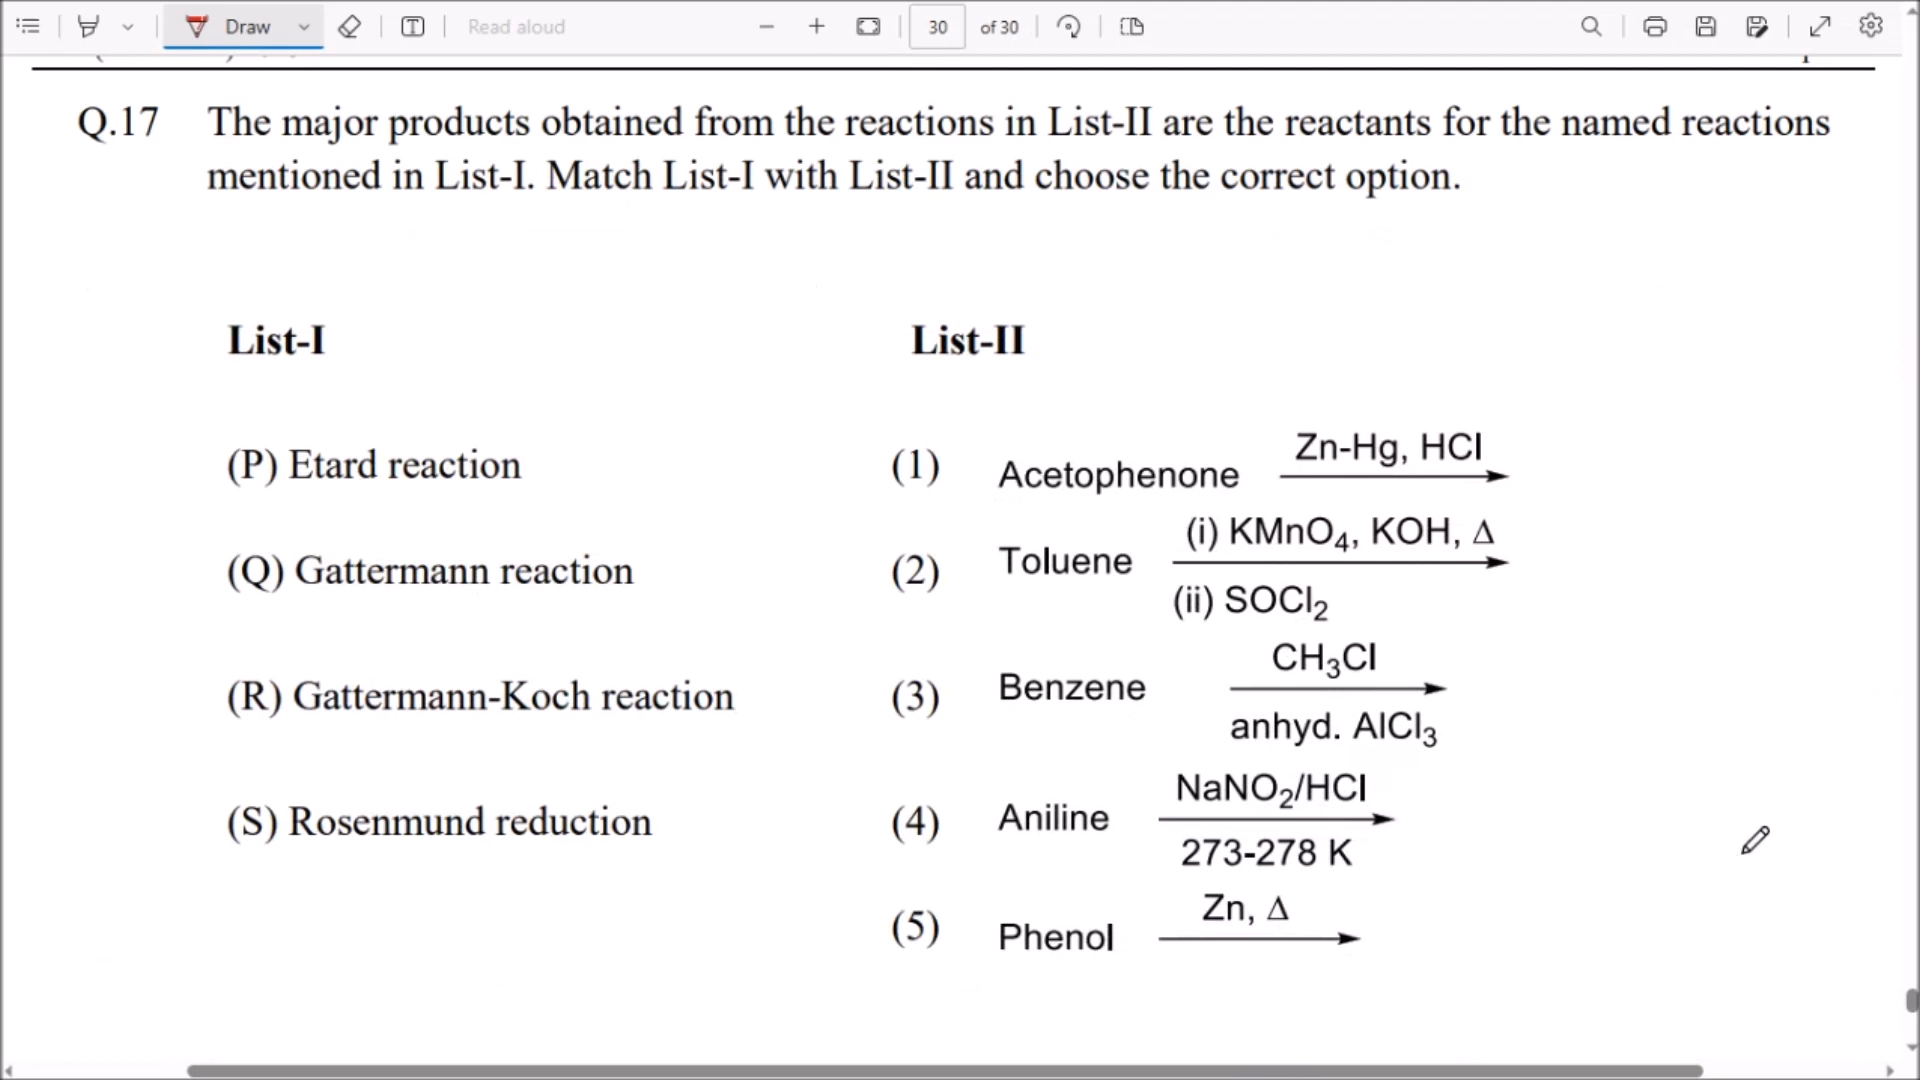 Draw
Read aloud
30
of 30
Q.17 The major products obtained from the reactions in List-II are the reactants for the named reactions
mentioned in List-I. Match List-I with List-II and choose the correct option.
List-I List-II
(P) Etard reaction (1) Acetophenone Zn-Hg, HCl
(Q) Gattermann reaction (2) Toluene (i) KMnO₄, KOH, Δ
(ii) SOCl₂
(R) Gattermann-Koch reaction (3) Benzene CH₃Cl
anhyd. AlCl₃
(S) Rosenmund reduction (4) Aniline NaNO₂/HCl
273-278 K
(5) Phenol Zn, Δ